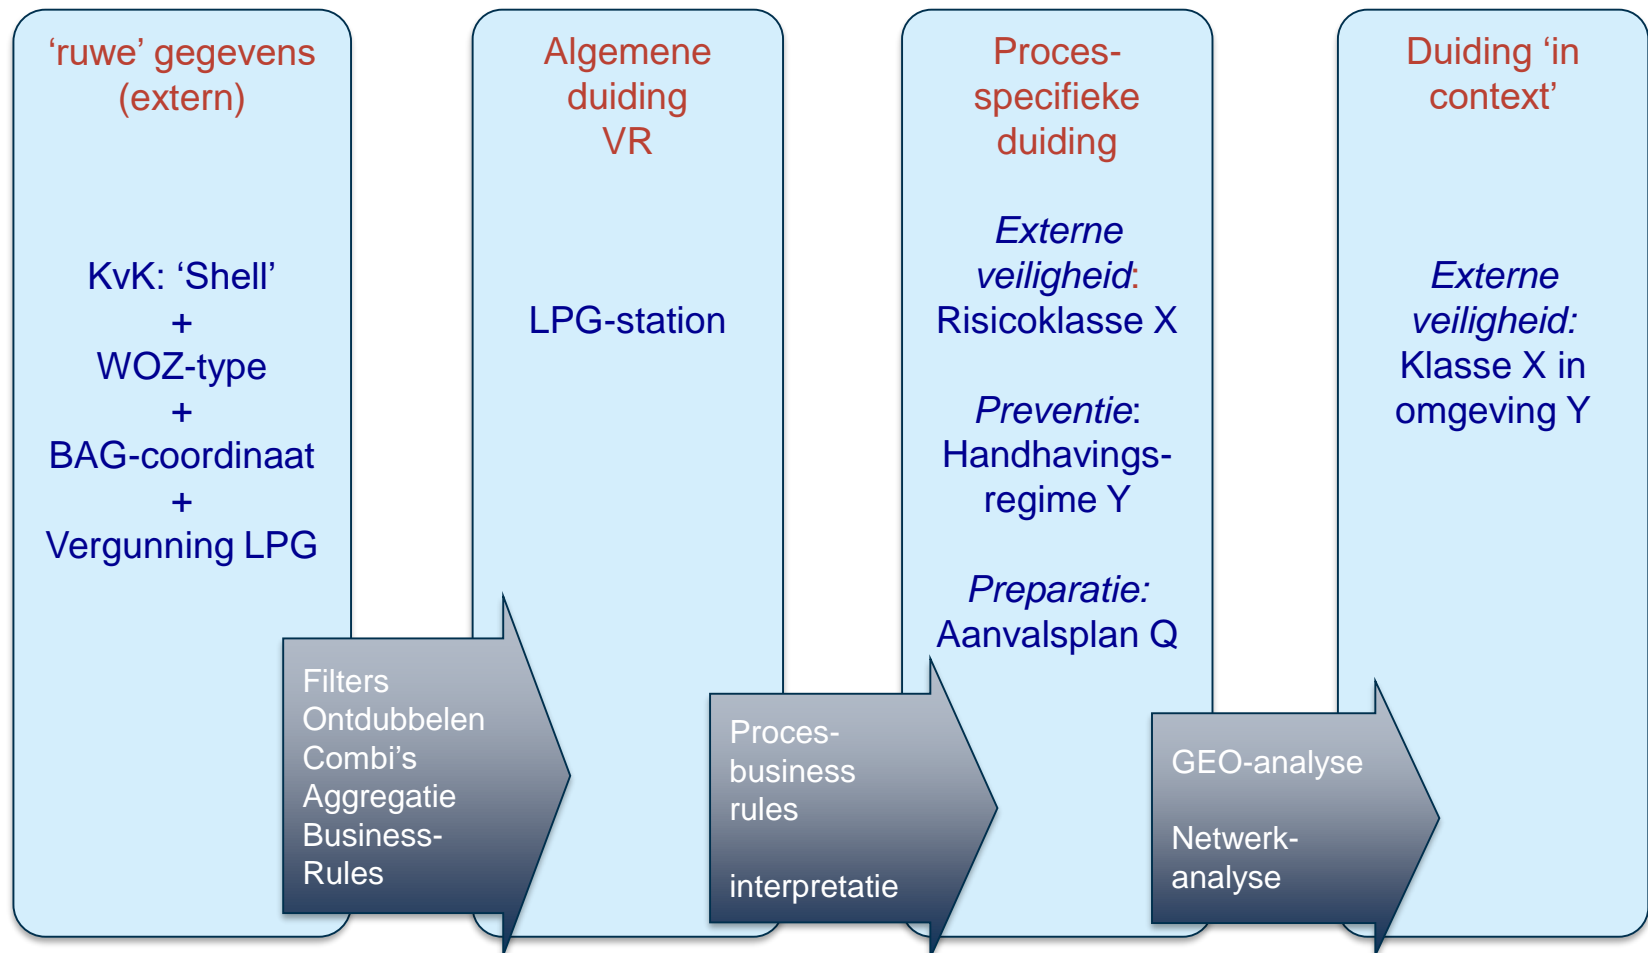 ‘ruwe’ gegevens
(extern)
KvK: ‘Shell’
+
WOZ-type
+
BAG-coordinaat
+
Vergunning LPG
Filters
Ontdubbelen
Combi’s
Aggregatie
Business-
Rules
Algemene
duiding
VR
LPG-station
Proces-
business
rules
interpretatie
Proces-
specifieke
duiding
Externe
veiligheid:
Risicoklasse X
Preventie:
Handhavings-
regime Y
Preparatie:
Aanvalsplan Q
GEO-analyse
Netwerk-
analyse
Duiding ‘in
context’
Externe
veiligheid:
Klasse X in
omgeving Y